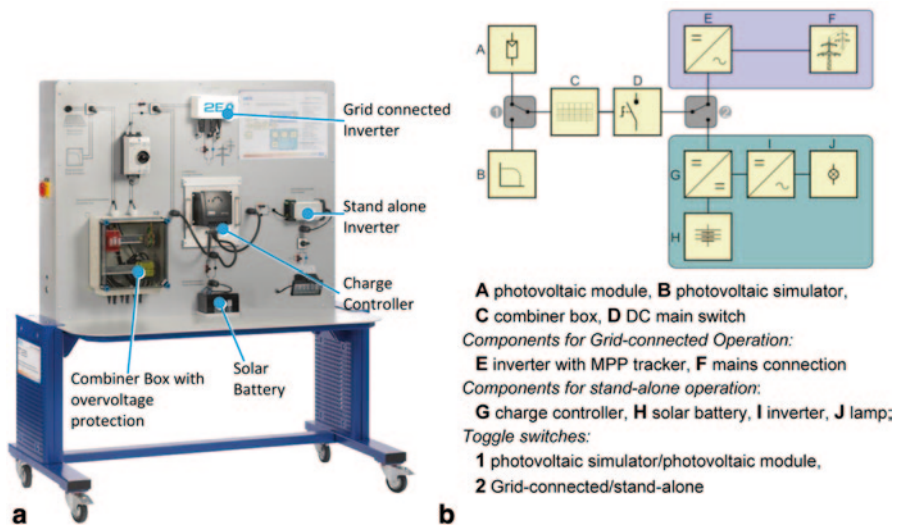 2EA
Grid connected
Inverter
Stand alone
Inverter
Charge
Controller
Solar
Battery
Combiner Box with
overvoltage
protection
a
A
B
C
D
E
F
G
H
I
J
1
2
A photovoltaic module, B photovoltaic simulator,
C combiner box, D DC main switch
Components for Grid-connected Operation:
E inverter with MPP tracker, F mains connection
Components for stand-alone operation:
G charge controller, H solar battery, I inverter, J lamp;
Toggle switches:
1 photovoltaic simulator/photovoltaic module,
2 Grid-connected/stand-alone
b